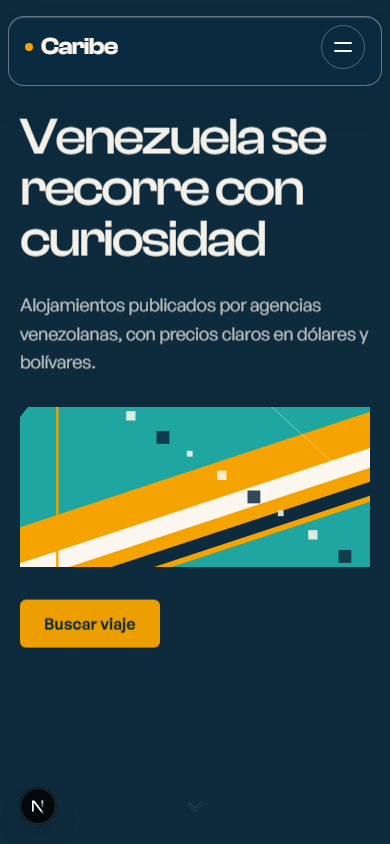 Caribe
Venezuela se
recorre con
curiosidad
Alojamientos publicados por agencias
venezolanas, con precios claros en dólares y
bolívares.
Buscar viaje
N